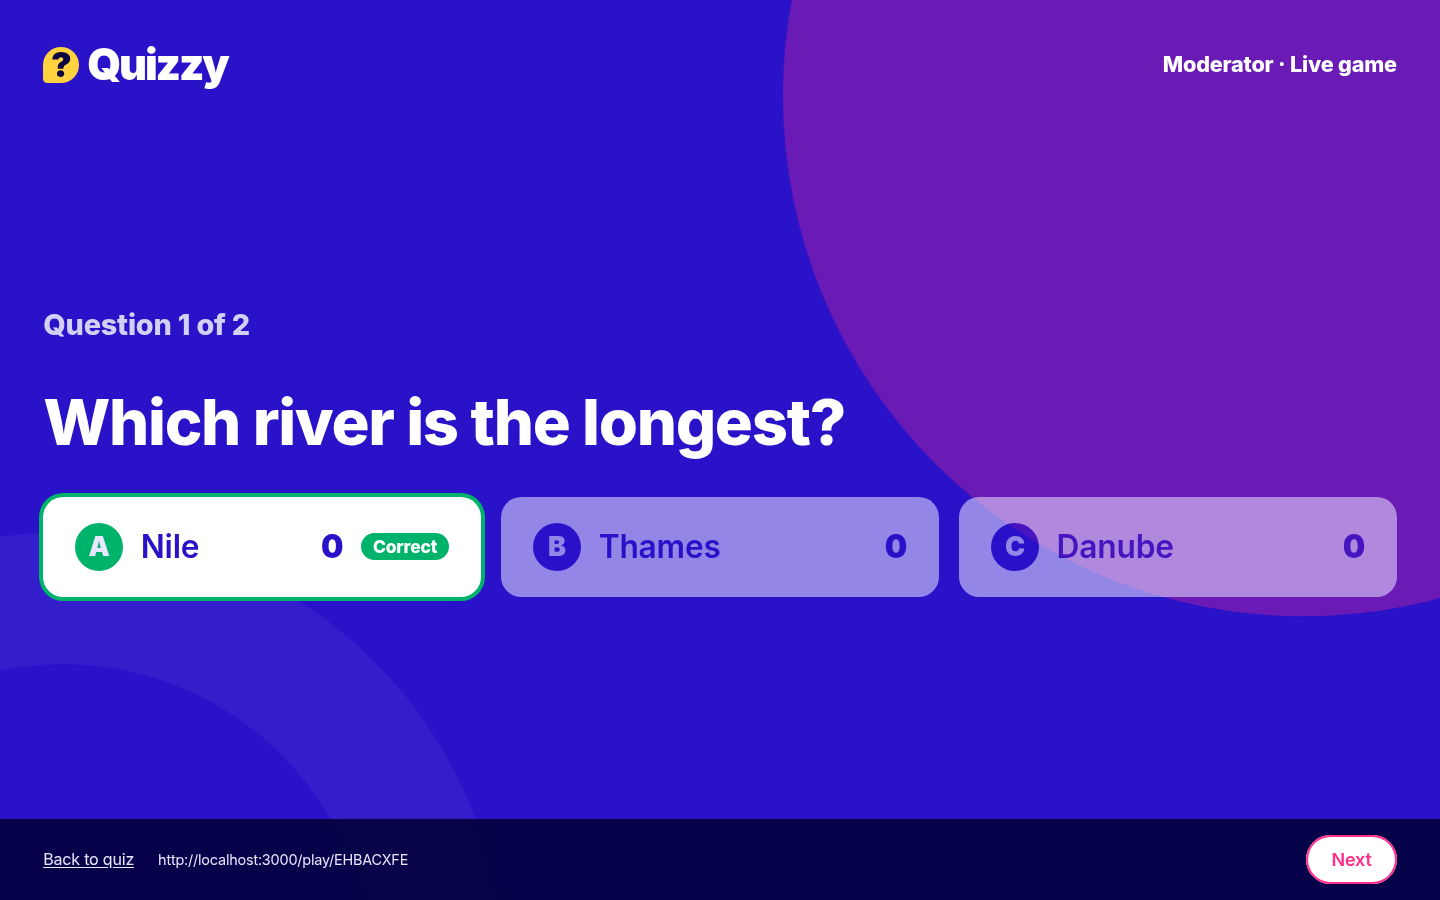 ? Quizzy
Moderator · Live game
Question 1 of 2
Which river is the longest?
A Nile 0 Correct
B Thames 0
C Danube 0
Back to quiz http://localhost:3000/play/EHBACXFE
Next